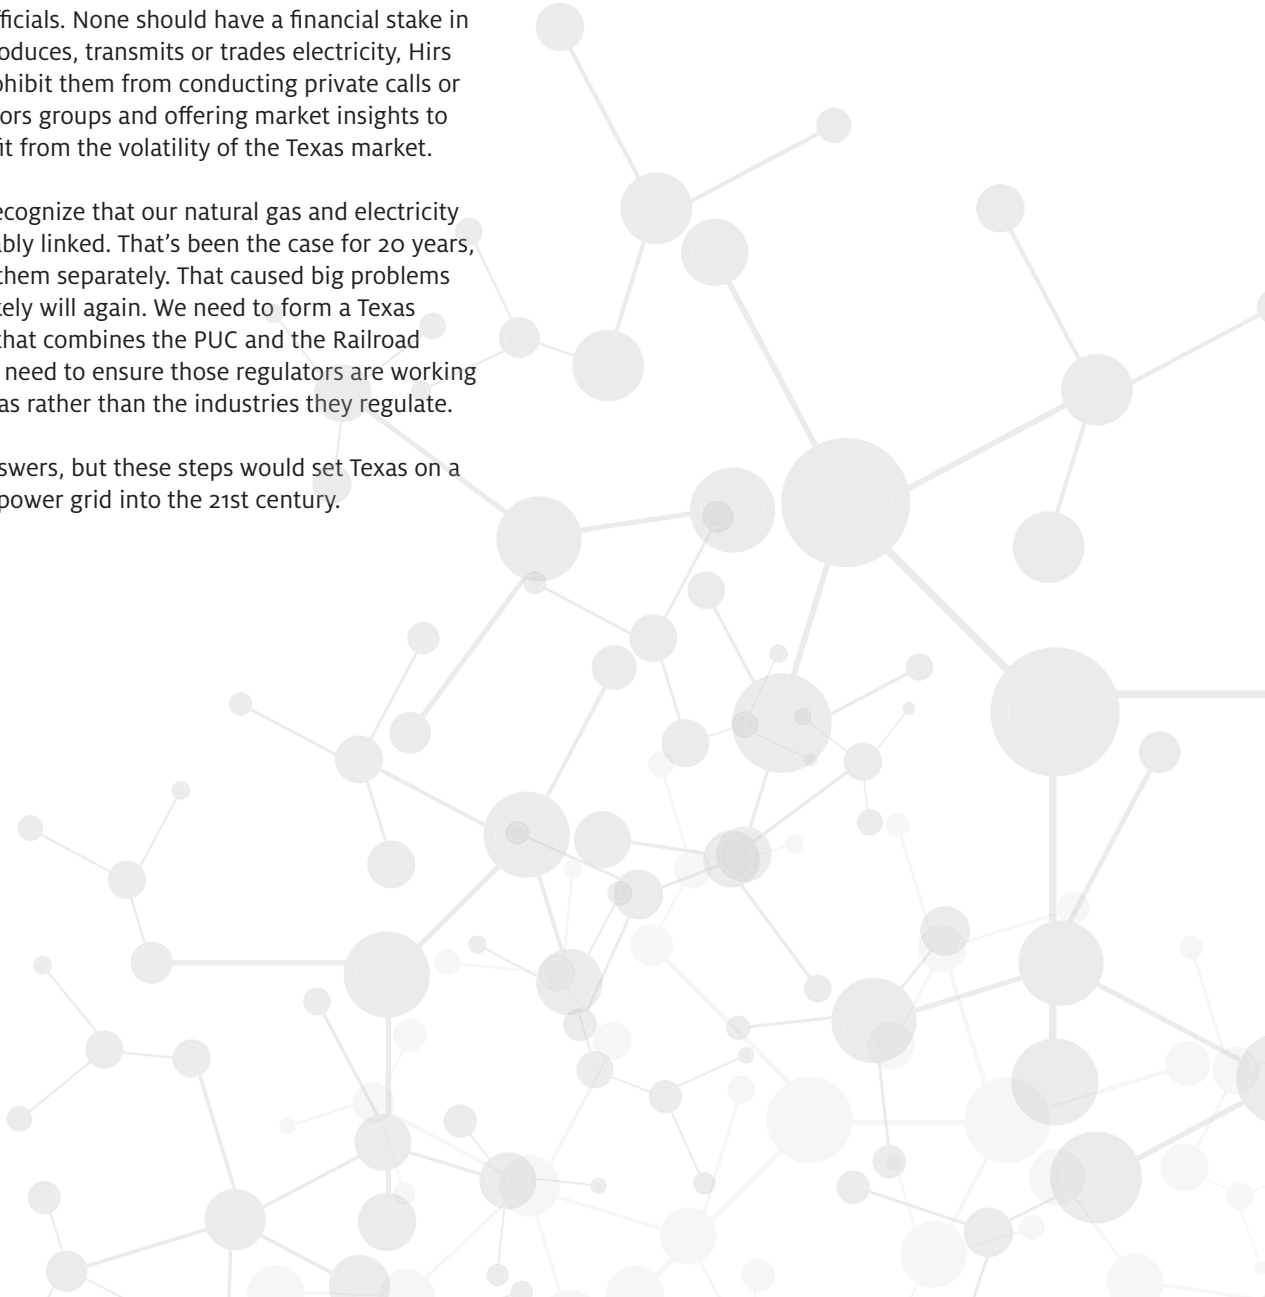 fficials. None should have a financial stake in
oduces, transmits or trades electricity, Hirs
ohibit them from conducting private calls or
ors groups and offering market insights to
fit from the volatility of the Texas market.
ecognize that our natural gas and electricity
ably linked. That’s been the case for 20 years,
them separately. That caused big problems
kely will again. We need to form a Texas
that combines the PUC and the Railroad
need to ensure those regulators are working
as rather than the industries they regulate.
swers, but these steps would set Texas on a
power grid into the 21st century.